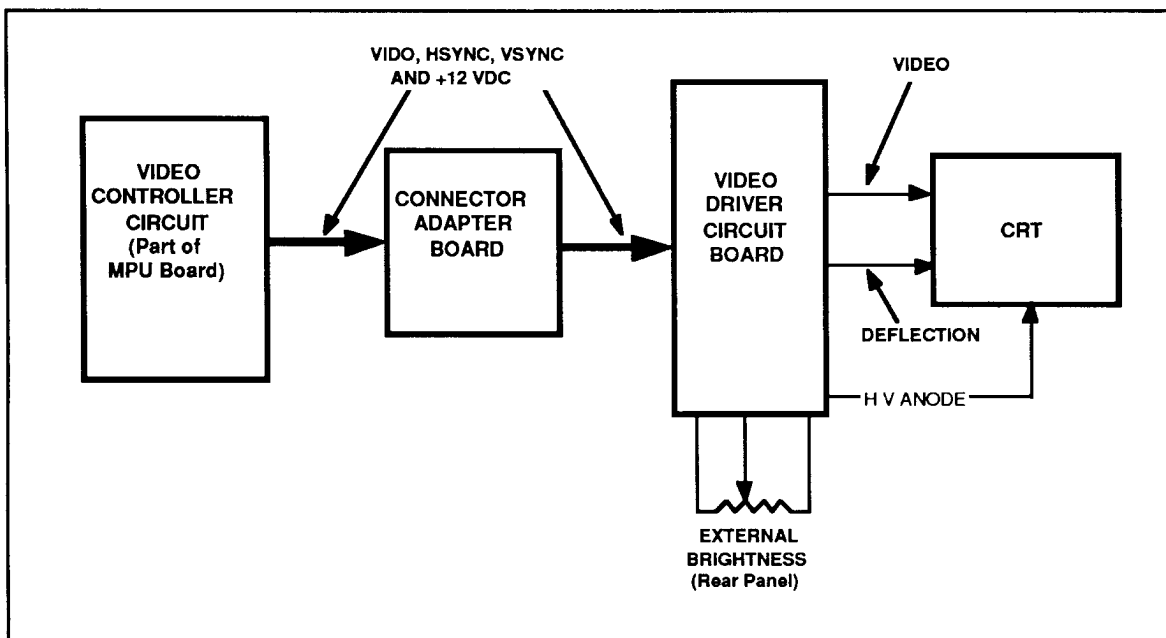 VIDO, HSYNC, VSYNC
AND +12 VDC
VIDEO
VIDEO
CONTROLLER
CIRCUIT
(Part of
MPU Board)
CONNECTOR
ADAPTER
BOARD
VIDEO
DRIVER
CIRCUIT
BOARD
CRT
DEFLECTION
H V ANODE
EXTERNAL
BRIGHTNESS
(Rear Panel)